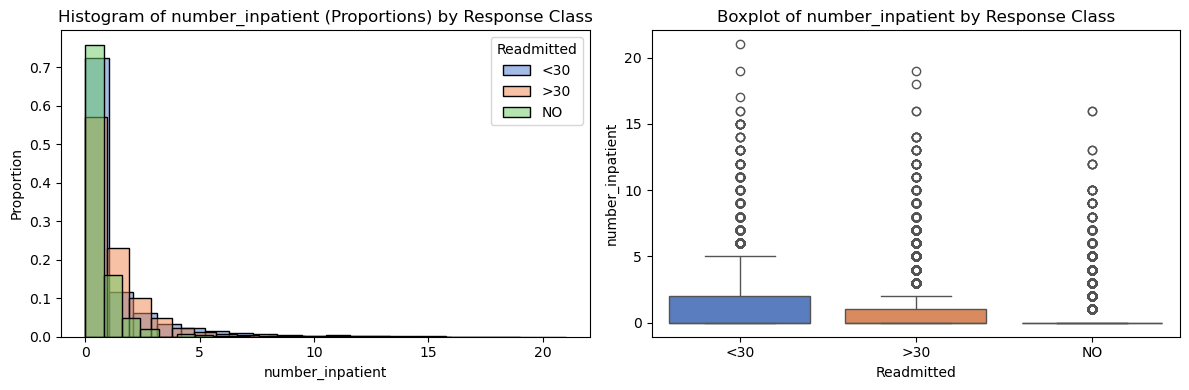 Histogram of number_inpatient (Proportions) by Response Class
Proportion
0.7
0.6
0.5
0.4
0.3
0.2
0.1
0.0
0
5
10
15
20
number_inpatient
Readmitted
<30
>30
NO
Boxplot of number_inpatient by Response Class
number_inpatient
20
15
10
5
0
<30
>30
NO
Readmitted